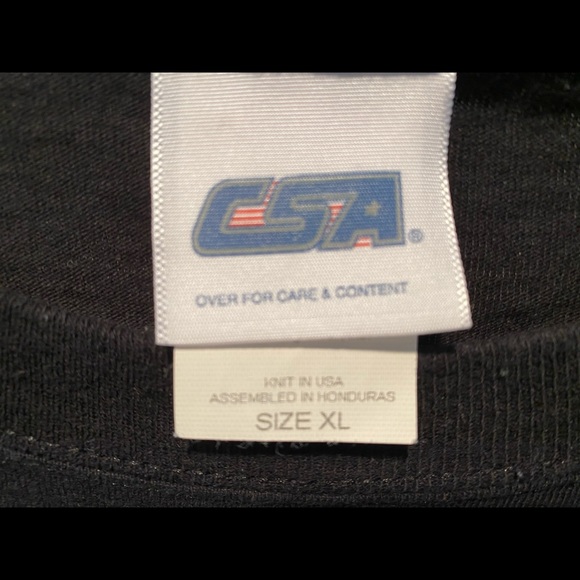 CSA®
OVER FOR CARE & CONTENT
KNIT IN USA
ASSEMBLED IN HONDURAS
SIZE XL